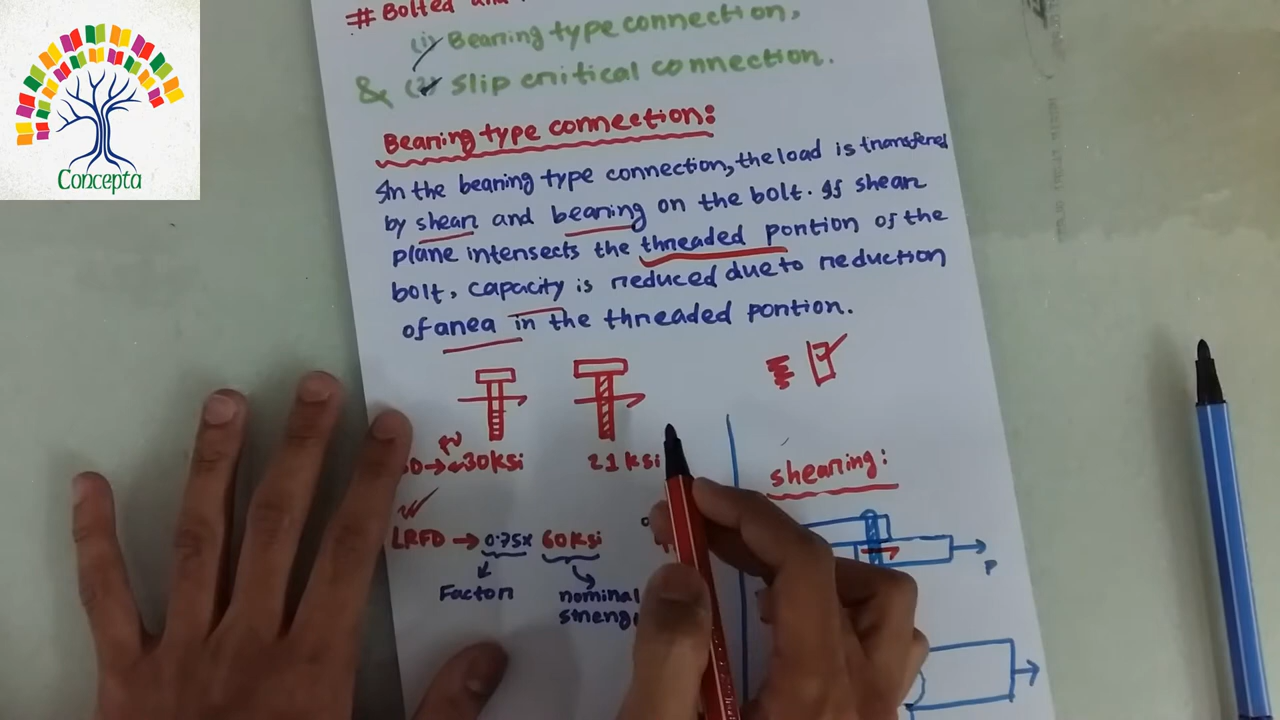 Concepta
# Bolted and
(i) Bearing type connection,
& (2) Slip critical connection.
Bearing type connection:
In the bearing type connection, the load is transfered
by shear and bearing on the bolt. If shear
plane intersects the threaded portion of the
bolt, capacity is reduced due to reduction
of area in the threaded portion.
30ksi
21 ksi
LRFD → 0.75x 60ksi
Factor
nominal
shearing:
P